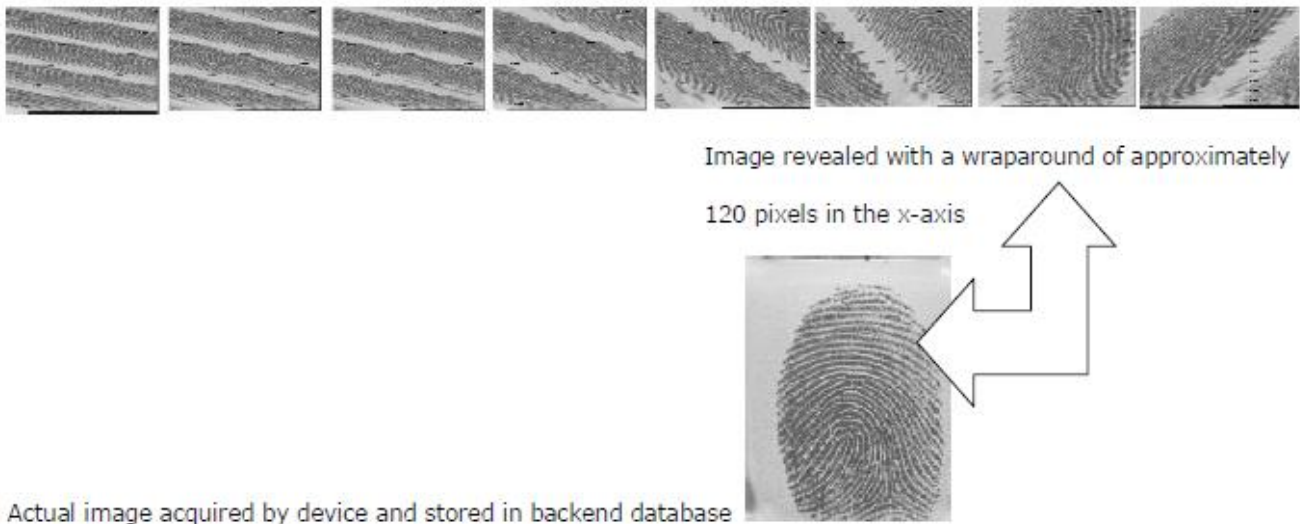 Image revealed with a wraparound of approximately
120 pixels in the x-axis
Actual image acquired by device and stored in backend database